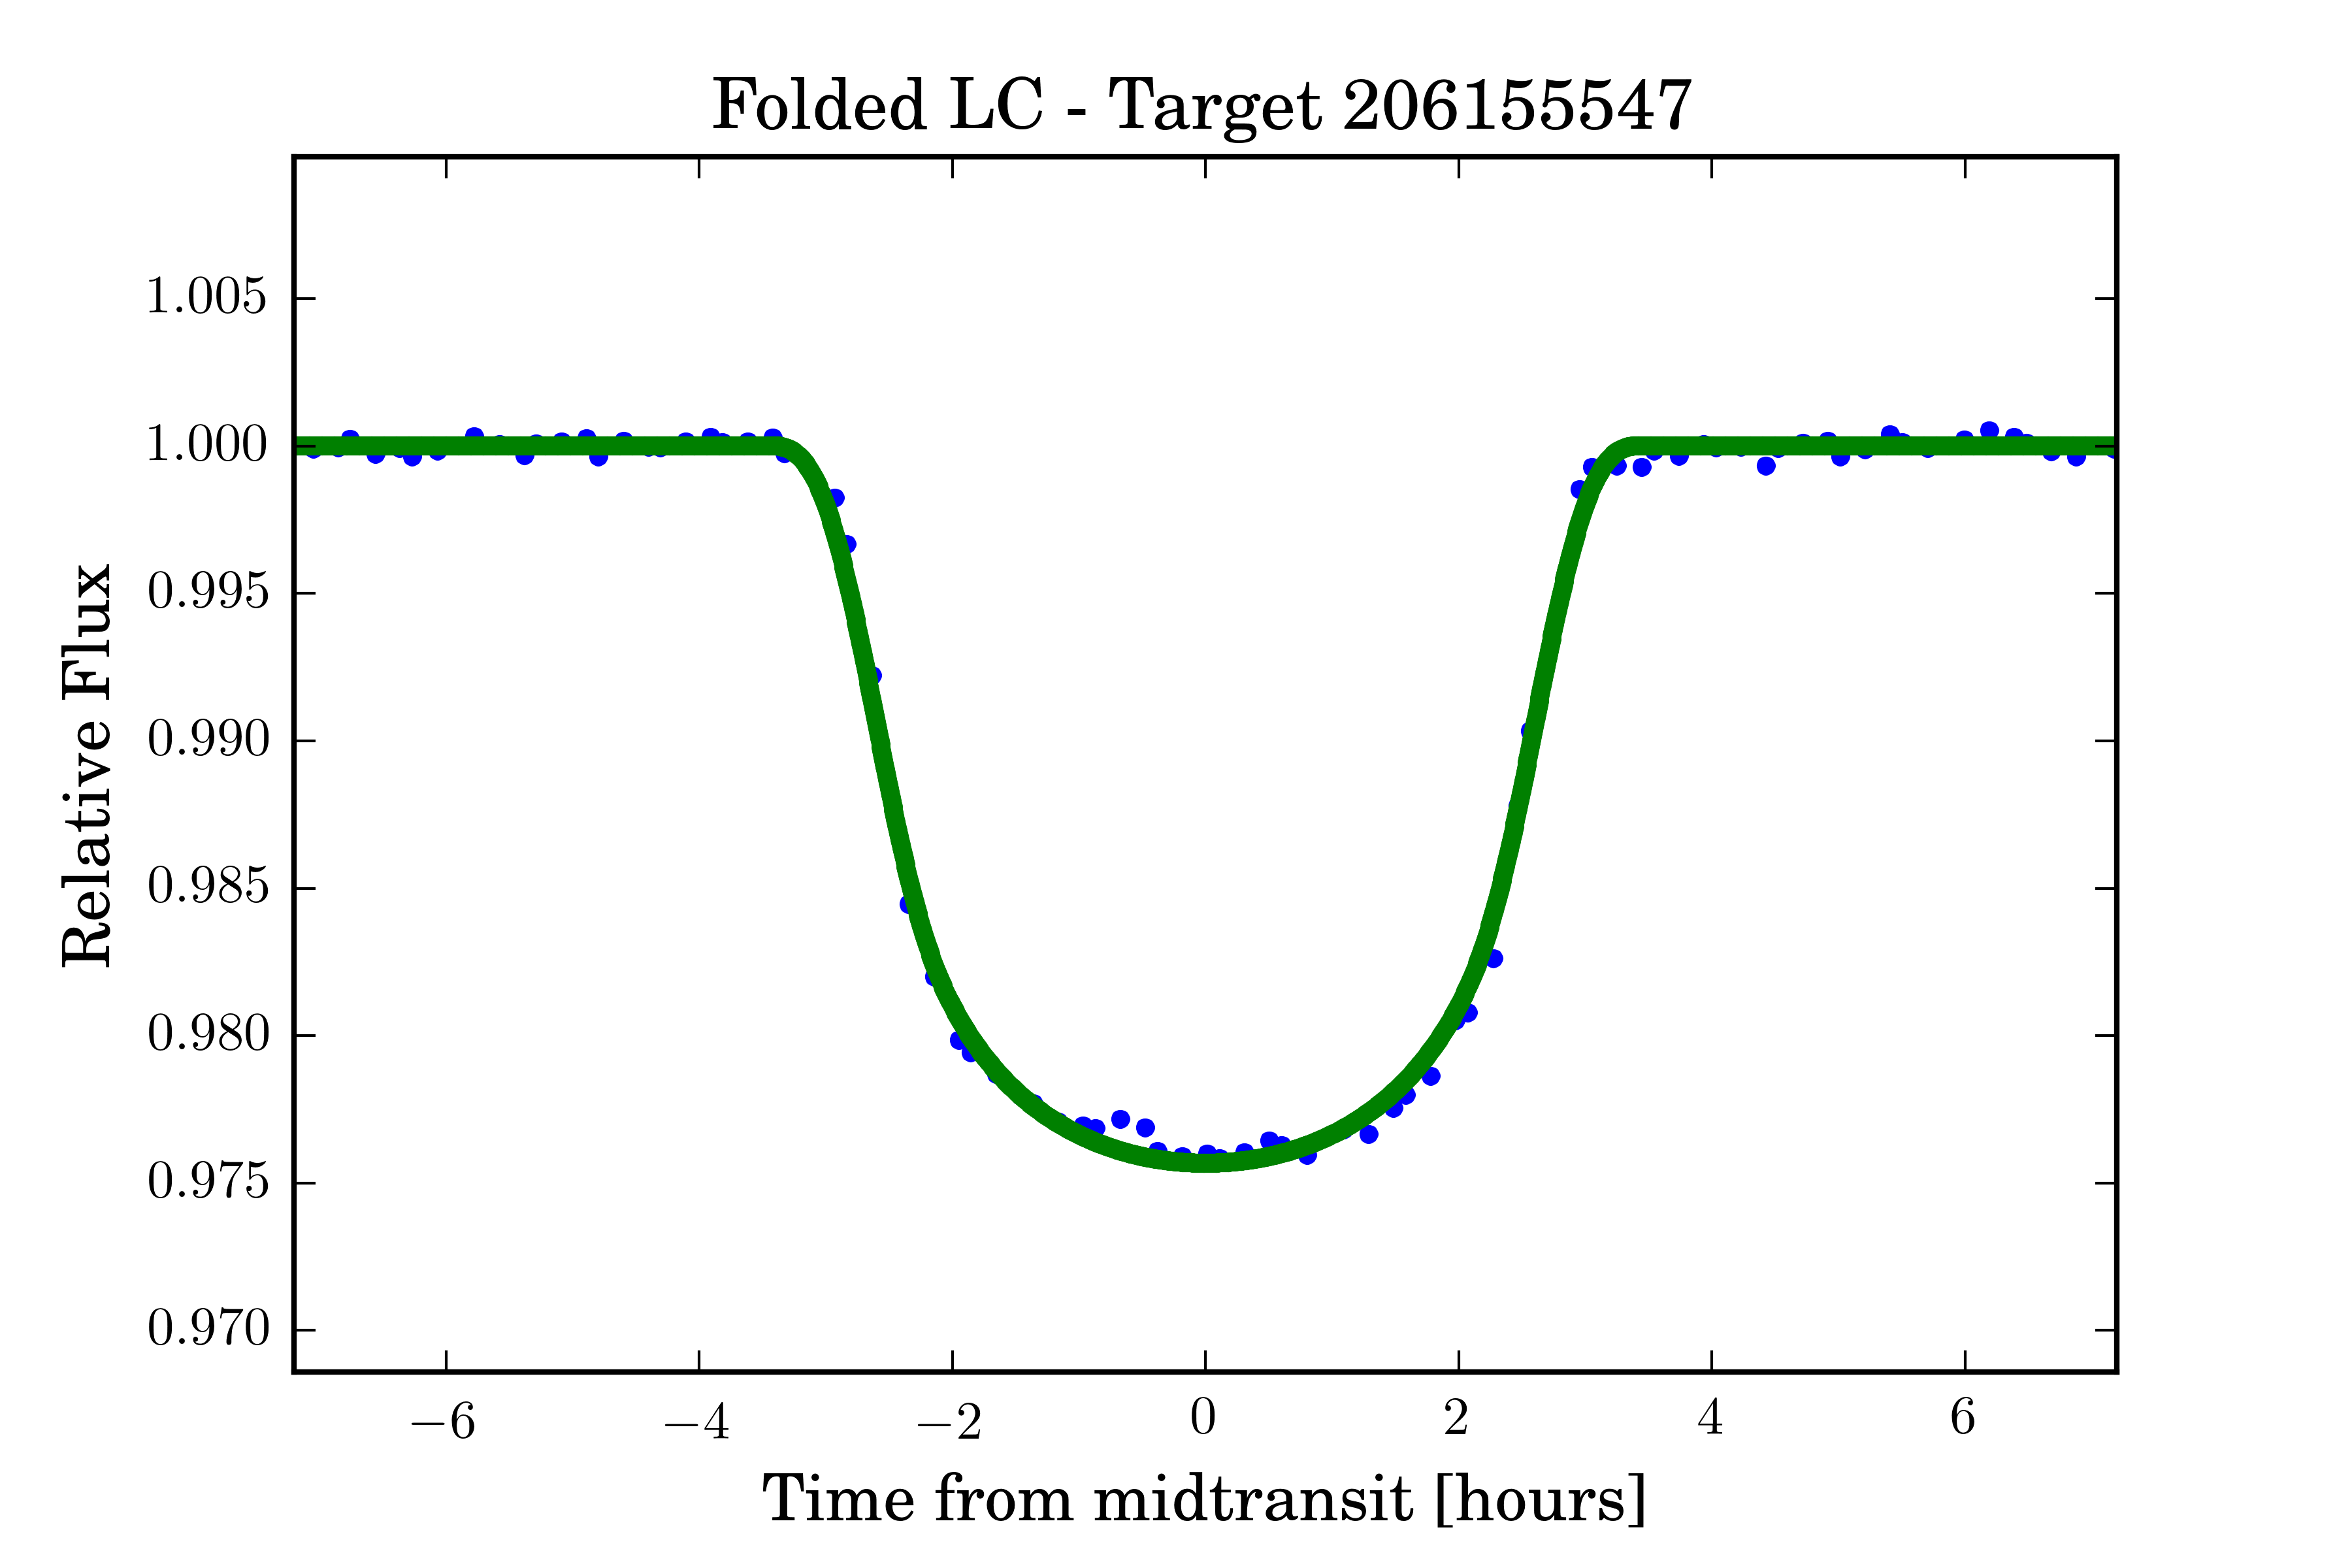 Folded LC - Target 206155547
Relative Flux
1.005
1.000
0.995
0.990
0.985
0.980
0.975
0.970
−6 −4 −2 0 2 4 6
Time from midtransit [hours]